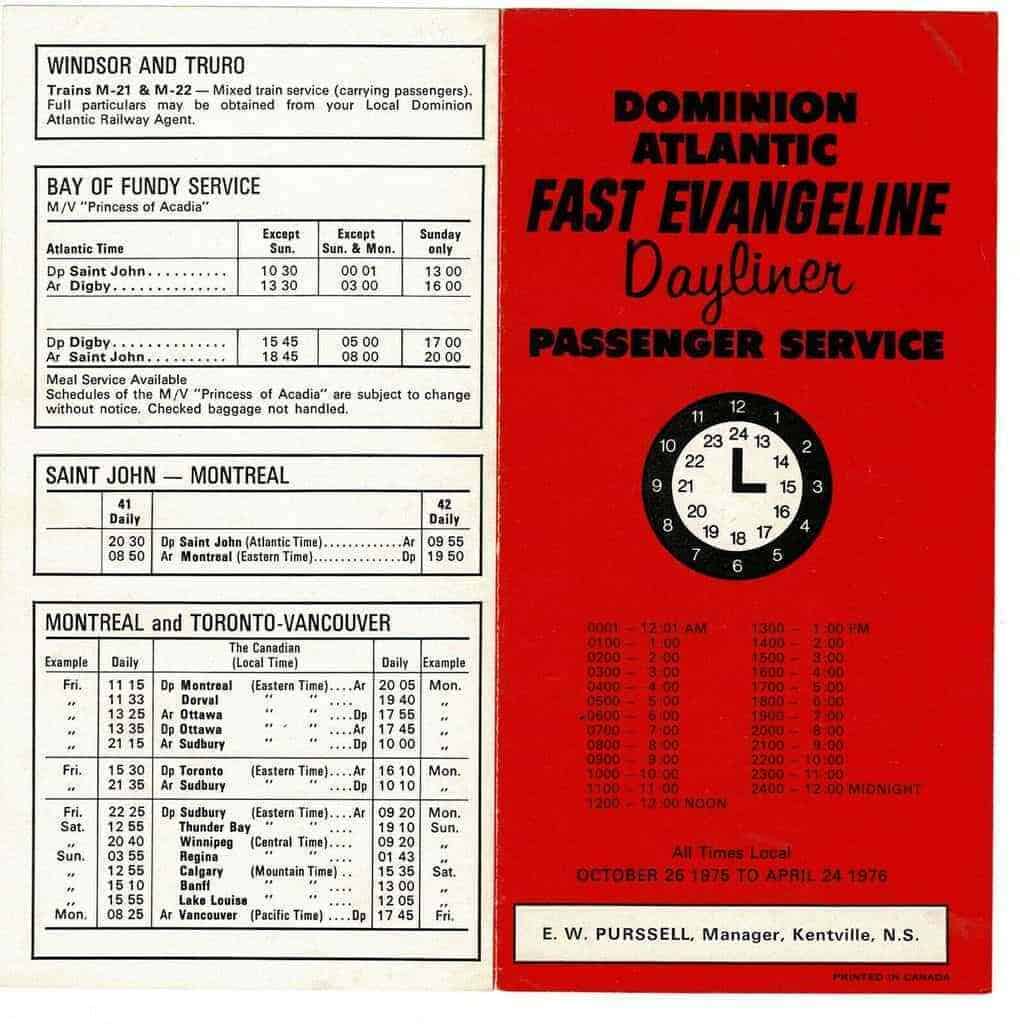 WINDSOR AND TRURO
Trains M-21 & M-22 — Mixed train service (carrying passengers).
Full particulars may be obtained from your Local Dominion
Atlantic Railway Agent.
BAY OF FUNDY SERVICE
M/V "Princess of Acadia"
Atlantic Time Except Sun. Except Sun. & Mon. Sunday only
Dp Saint John.......... 10 30 00 01 13 00
Ar Digby.............. 13 30 03 00 16 00
Dp Digby.............. 15 45 05 00 17 00
Ar Saint John.......... 18 45 08 00 20 00
Meal Service Available
Schedules of the M/V "Princess of Acadia" are subject to change
without notice. Checked baggage not handled.
SAINT JOHN — MONTREAL
41 Daily 42 Daily
20 30 Dp Saint John (Atlantic Time).............Ar 09 55
08 50 Ar Montreal (Eastern Time)...............Dp 19 50
MONTREAL and TORONTO-VANCOUVER
Example Daily The Canadian (Local Time) Daily Example
Fri. 11 15 Dp Montreal (Eastern Time)....Ar 20 05 Mon.
,, 11 33 Dorval " " .... 19 40 ,,
,, 13 25 Ar Ottawa " " ....Dp 17 55 ,,
,, 13 35 Dp Ottawa " " ....Ar 17 45 ,,
,, 21 15 Ar Sudbury " " ....Dp 10 00 ,,
Fri. 15 30 Dp Toronto (Eastern Time)....Ar 16 10 Mon.
,, 21 35 Ar Sudbury " " ....Dp 10 10 ,,
Fri. 22 25 Dp Sudbury (Eastern Time)....Ar 09 20 Mon.
Sat. 12 55 Thunder Bay " " .... 19 10 Sun.
,, 20 40 Winnipeg (Central Time).... 09 20 ,,
Sun. 03 55 Regina " " .... 01 43 ,,
,, 12 55 Calgary (Mountain Time) .. 15 35 Sat.
,, 15 10 Banff " " .... 13 00 ,,
,, 15 55 Lake Louise " " .... 12 05 ,,
Mon. 08 25 Ar Vancouver (Pacific Time) ....Dp 17 45 Fri.
DOMINION
ATLANTIC
FAST EVANGELINE
Dayliner
PASSENGER SERVICE
12
11 1
24
23 13
10 2
22 14
9 21 15 3
20 16
8 4
19 17
18
7 5
6
0001 – 12:01 AM 1300 – 1:00 PM
0100 – 1:00 1400 – 2:00
0200 – 2:00 1500 – 3:00
0300 – 3:00 1600 – 4:00
0400 – 4:00 1700 – 5:00
0500 – 5:00 1800 – 6:00
0600 – 6:00 1900 – 7:00
0700 – 7:00 2000 – 8:00
0800 – 8:00 2100 – 9:00
0900 – 9:00 2200 – 10:00
1000 – 10:00 2300 – 11:00
1100 – 11:00 2400 – 12:00 MIDNIGHT
1200 – 12:00 NOON
All Times Local
OCTOBER 26 1975 TO APRIL 24 1976
E. W. PURSSELL, Manager, Kentville, N.S.
PRINTED IN CANADA